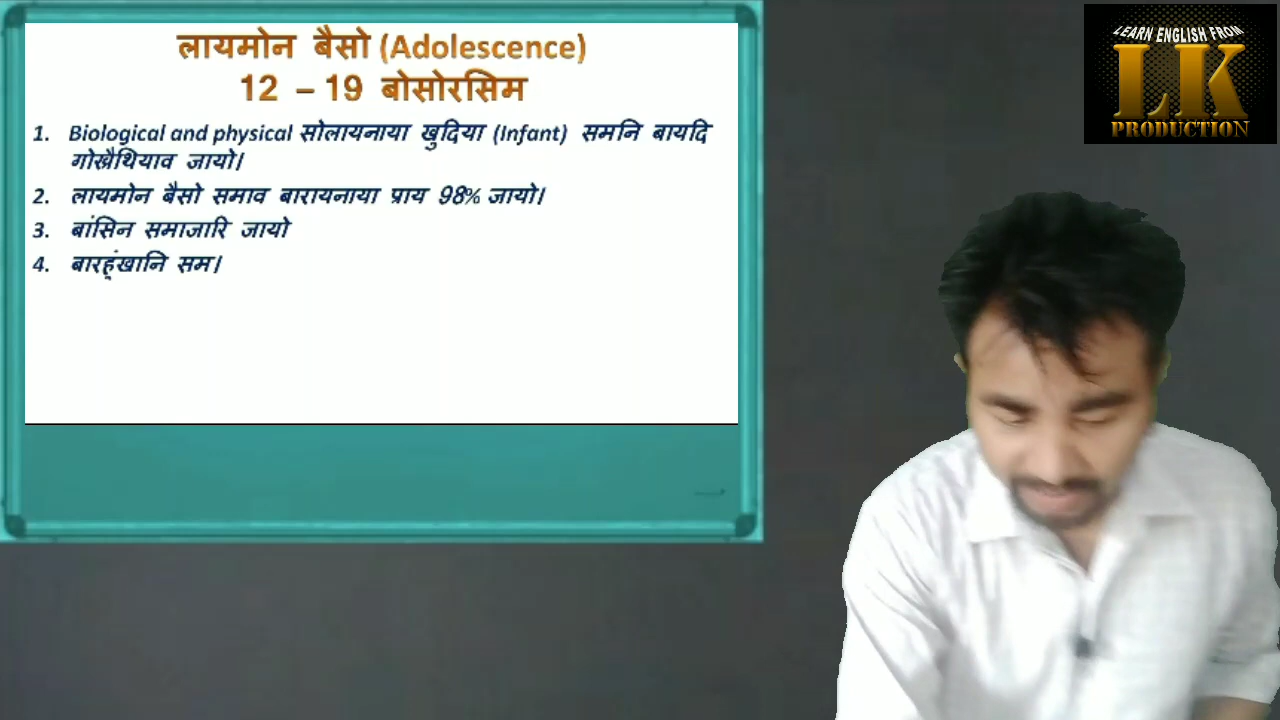 लायमोन बैसो (Adolescence)
12 – 19 बोसोरसिम
1. Biological and physical सोलायनाया खुदिया (Infant) समनि बायदि
गोख्रैथियाव जायो।
2. लायमोन बैसो समाव बारायनाया प्राय 98% जायो।
3. बांसिन समाजारि जायो
4. बारहूंखानि सम।
LEARN ENGLISH FROM
LK
PRODUCTION